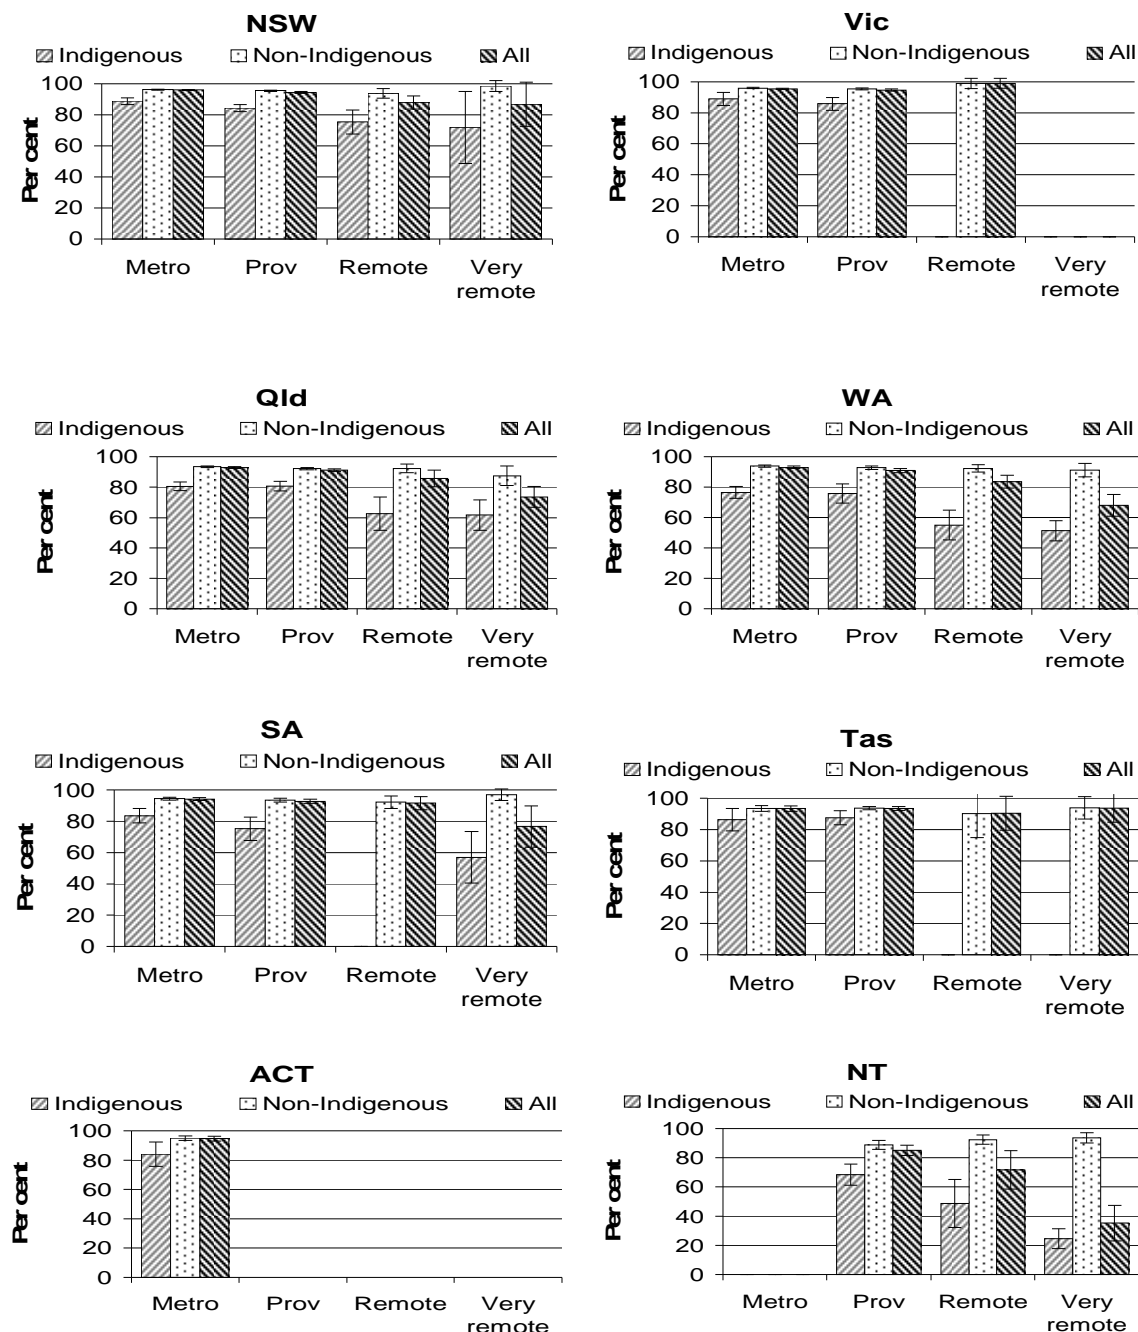 NSW
Indigenous Non-Indigenous All
Per cent
100
80
60
40
20
0
Metro Prov Remote Very remote
Vic
Indigenous Non-Indigenous All
Per cent
100
80
60
40
20
0
Metro Prov Remote Very remote
Qld
Indigenous Non-Indigenous All
Per cent
100
80
60
40
20
0
Metro Prov Remote Very remote
WA
Indigenous Non-Indigenous All
Per cent
100
80
60
40
20
0
Metro Prov Remote Very remote
SA
Indigenous Non-Indigenous All
Per cent
100
80
60
40
20
0
Metro Prov Remote Very remote
Tas
Indigenous Non-Indigenous All
Per cent
100
80
60
40
20
0
Metro Prov Remote Very remote
ACT
Indigenous Non-Indigenous All
Per cent
100
80
60
40
20
0
Metro Prov Remote Very remote
NT
Indigenous Non-Indigenous All
Per cent
100
80
60
40
20
0
Metro Prov Remote Very remote